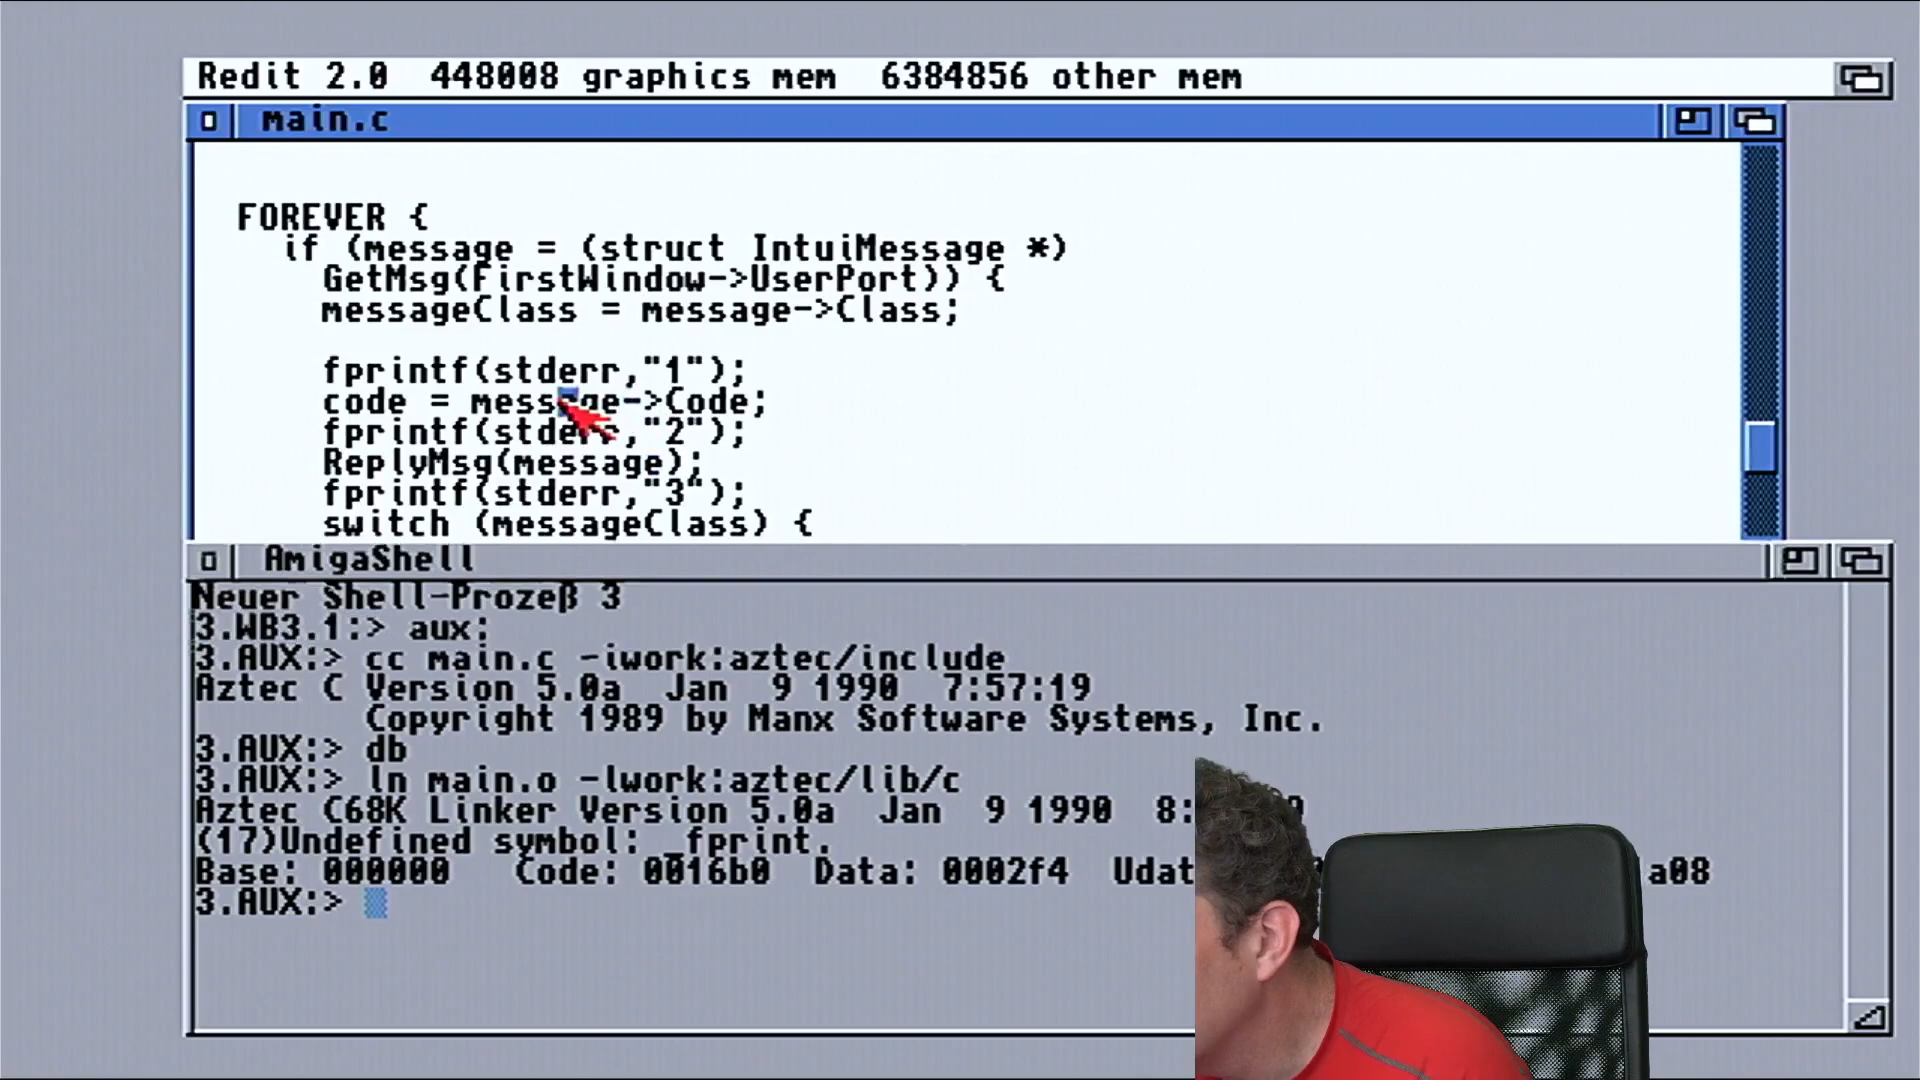 Redit 2.0  448008 graphics mem  6384856 other mem
main.c
FOREVER {
if (message = (struct IntuiMessage *)
GetMsg(FirstWindow->UserPort)) {
messageClass = message->Class;
fprintf(stderr,"1");
code = message->Code;
fprintf(stderr,"2");
ReplyMsg(message);
fprintf(stderr,"3");
switch (messageClass) {
AmigaShell
Neuer Shell-Prozeß 3
3.WB3.1:> aux:
3.AUX:> cc main.c -iwork:aztec/include
Aztec C Version 5.0a  Jan  9 1990  7:57:19
Copyright 1989 by Manx Software Systems, Inc.
3.AUX:> db
3.AUX:> ln main.o -lwork:aztec/lib/c
Aztec C68K Linker Version 5.0a  Jan  9 1990  8:
(17)Undefined symbol: _fprint.
Base: 000000   Code: 0016b0  Data: 0002f4  Udat a08
3.AUX:>